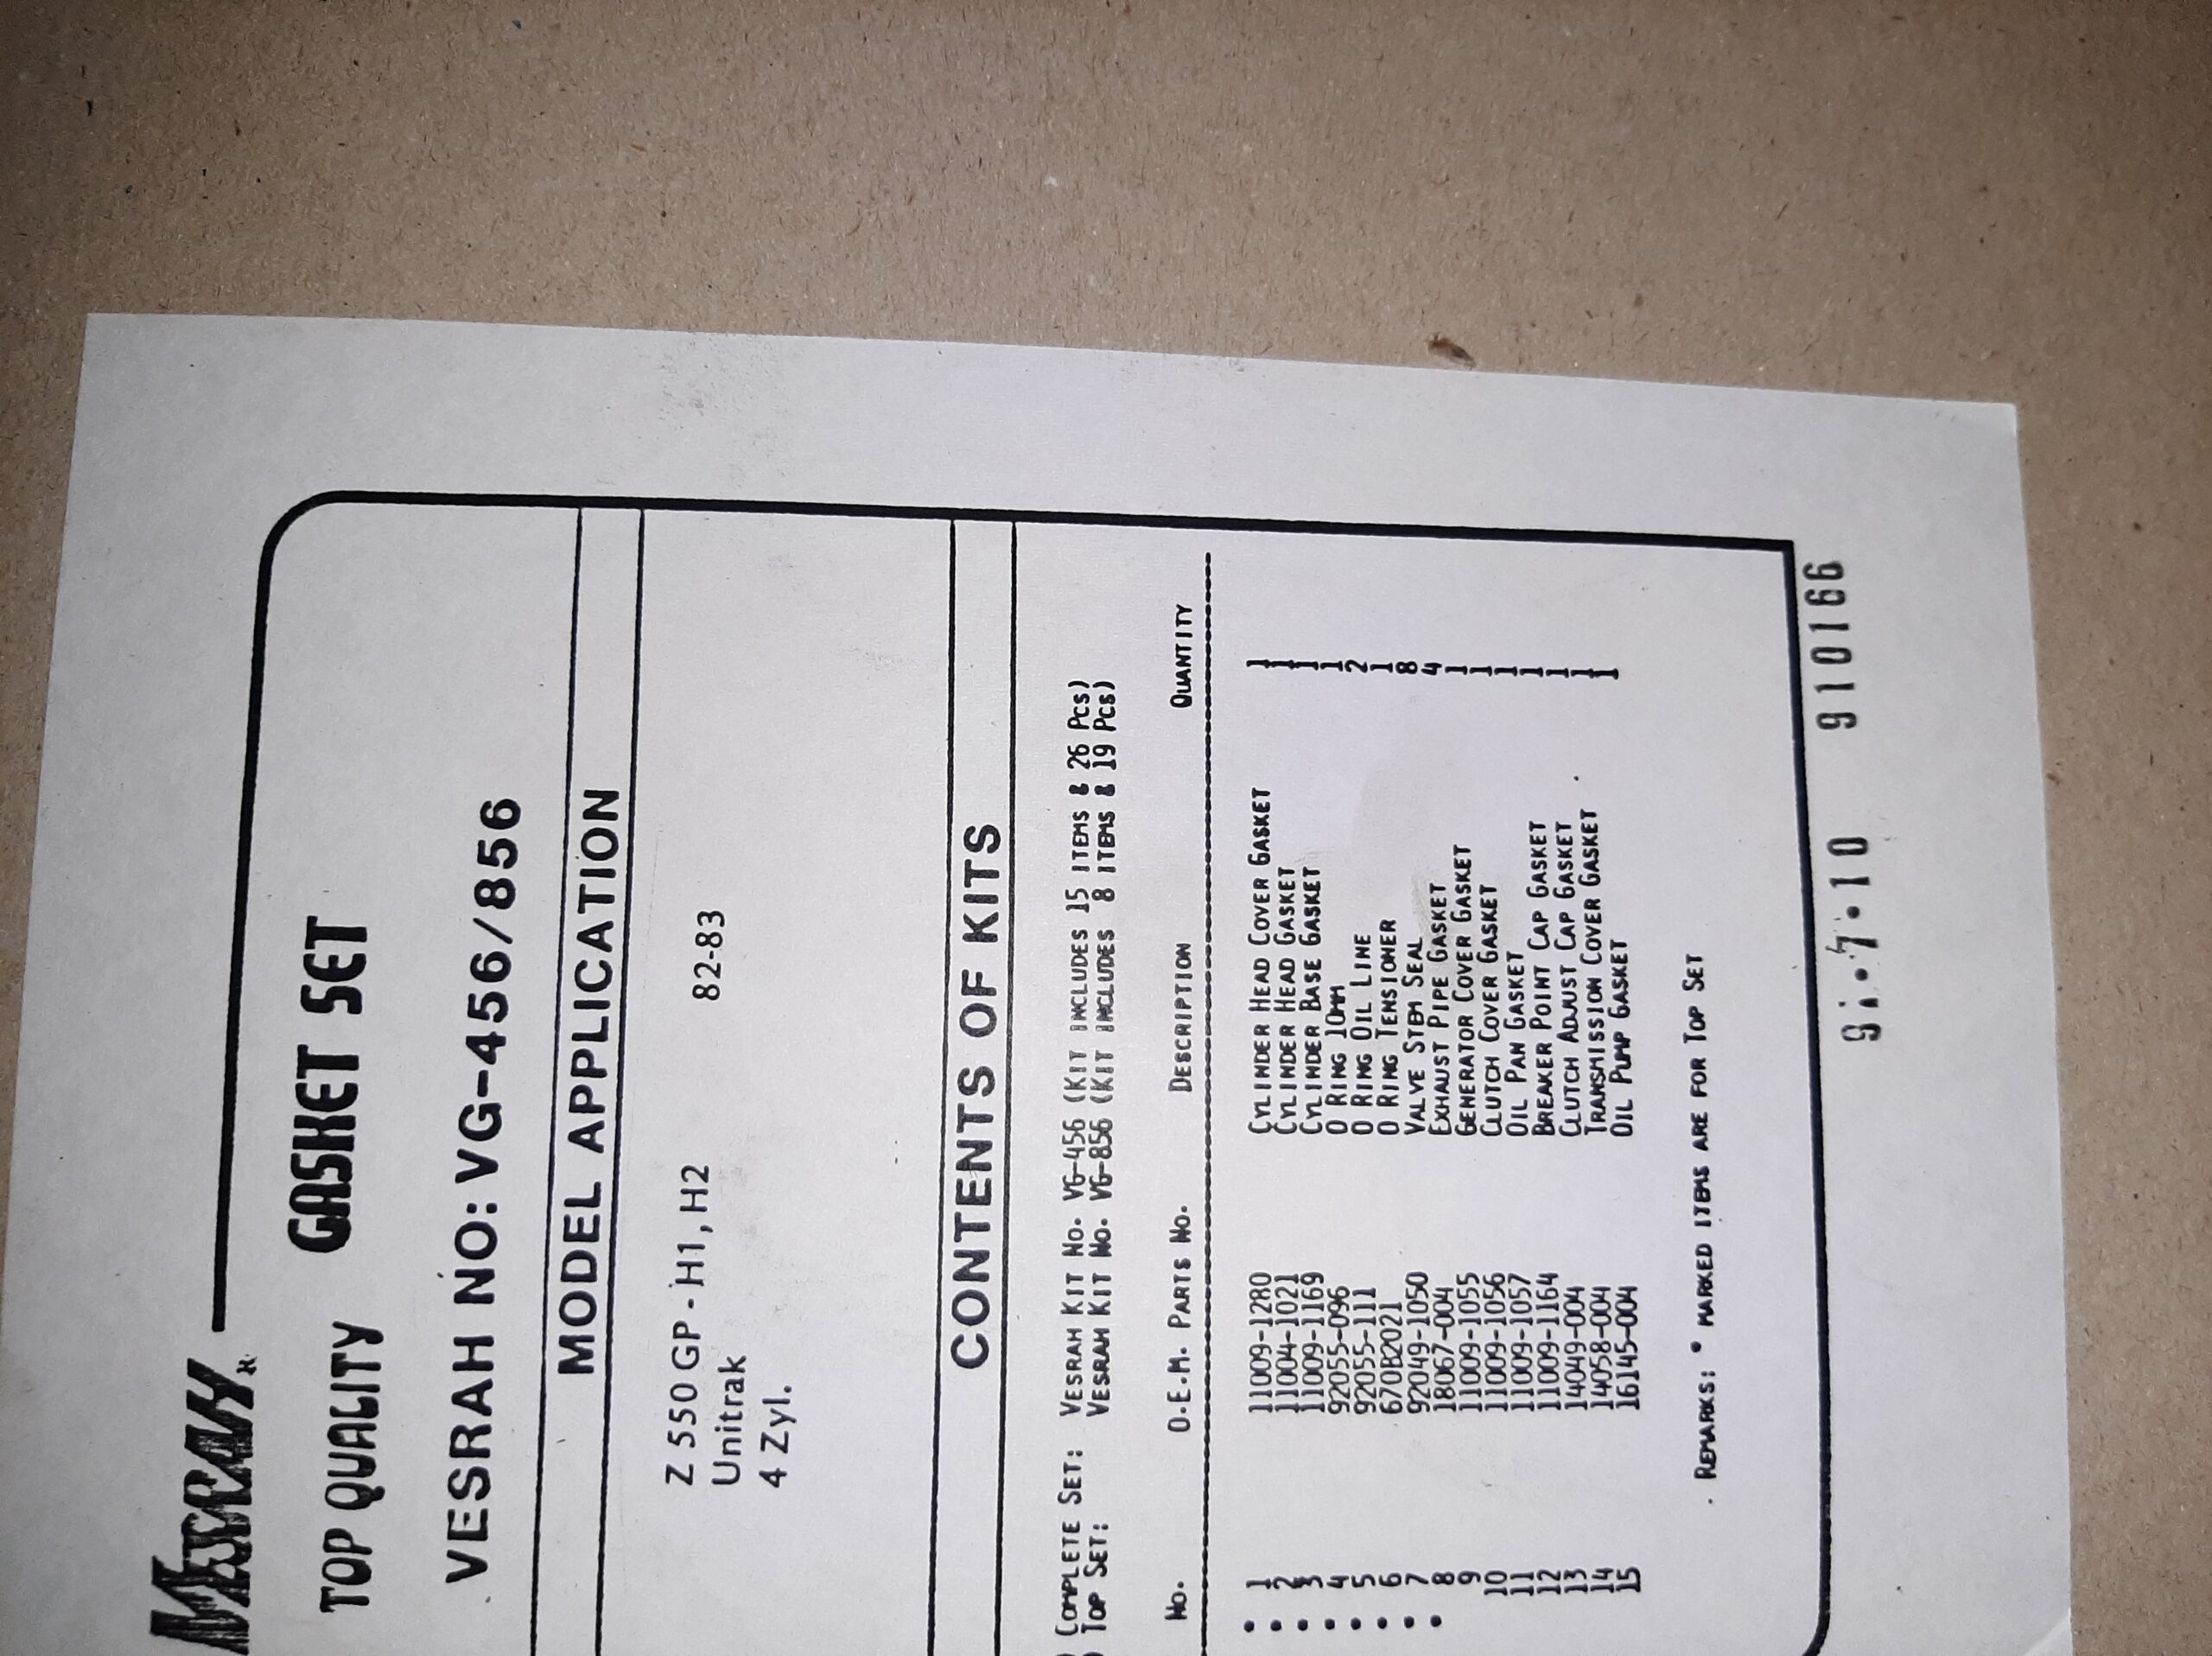 VESRAH
TOP QUALITY GASKET SET
VESRAH NO: VG-456/856
MODEL APPLICATION
Z 550 GP - H1, H2 82-83
Unitrak
4 Zyl.
CONTENTS OF KITS
) COMPLETE SET: VESRAH KIT NO. VG-456 (KIT INCLUDES 15 ITEMS & 26 PCS)
) TOP SET: VESRAH KIT NO. VG-856 (KIT INCLUDES 8 ITEMS & 19 PCS)
NO. O.E.M. PARTS NO. DESCRIPTION QUANTITY
• 1 11009-1280 CYLINDER HEAD COVER GASKET 1
• 2 11004-1021 CYLINDER HEAD GASKET 1
• 3 11009-1169 CYLINDER BASE GASKET 1
• 4 92055-096 O RING 10MM 1
• 5 92055-111 O RING OIL LINE 2
• 6 670B2021 O RING TENSIONER 1
• 7 92049-1050 VALVE STEM SEAL 8
• 8 18067-004 EXHAUST PIPE GASKET 4
9 11009-1055 GENERATOR COVER GASKET 1
10 11009-1056 CLUTCH COVER GASKET 1
11 11009-1057 OIL PAN GASKET 1
12 11009-1164 BREAKER POINT CAP GASKET 1
13 14049-004 CLUTCH ADJUST CAP GASKET 1
14 14058-004 TRANSMISSION COVER GASKET 1
15 16145-004 OIL PUMP GASKET 1
REMARKS: • MARKED ITEMS ARE FOR TOP SET
910166